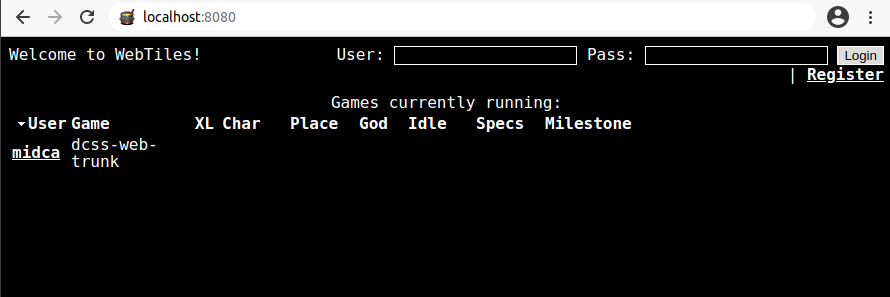 localhost:8080
Welcome to WebTiles! User: Pass: Login
| Register
Games currently running:
User Game XL Char Place God Idle Specs Milestone
midca dcss-web-
trunk